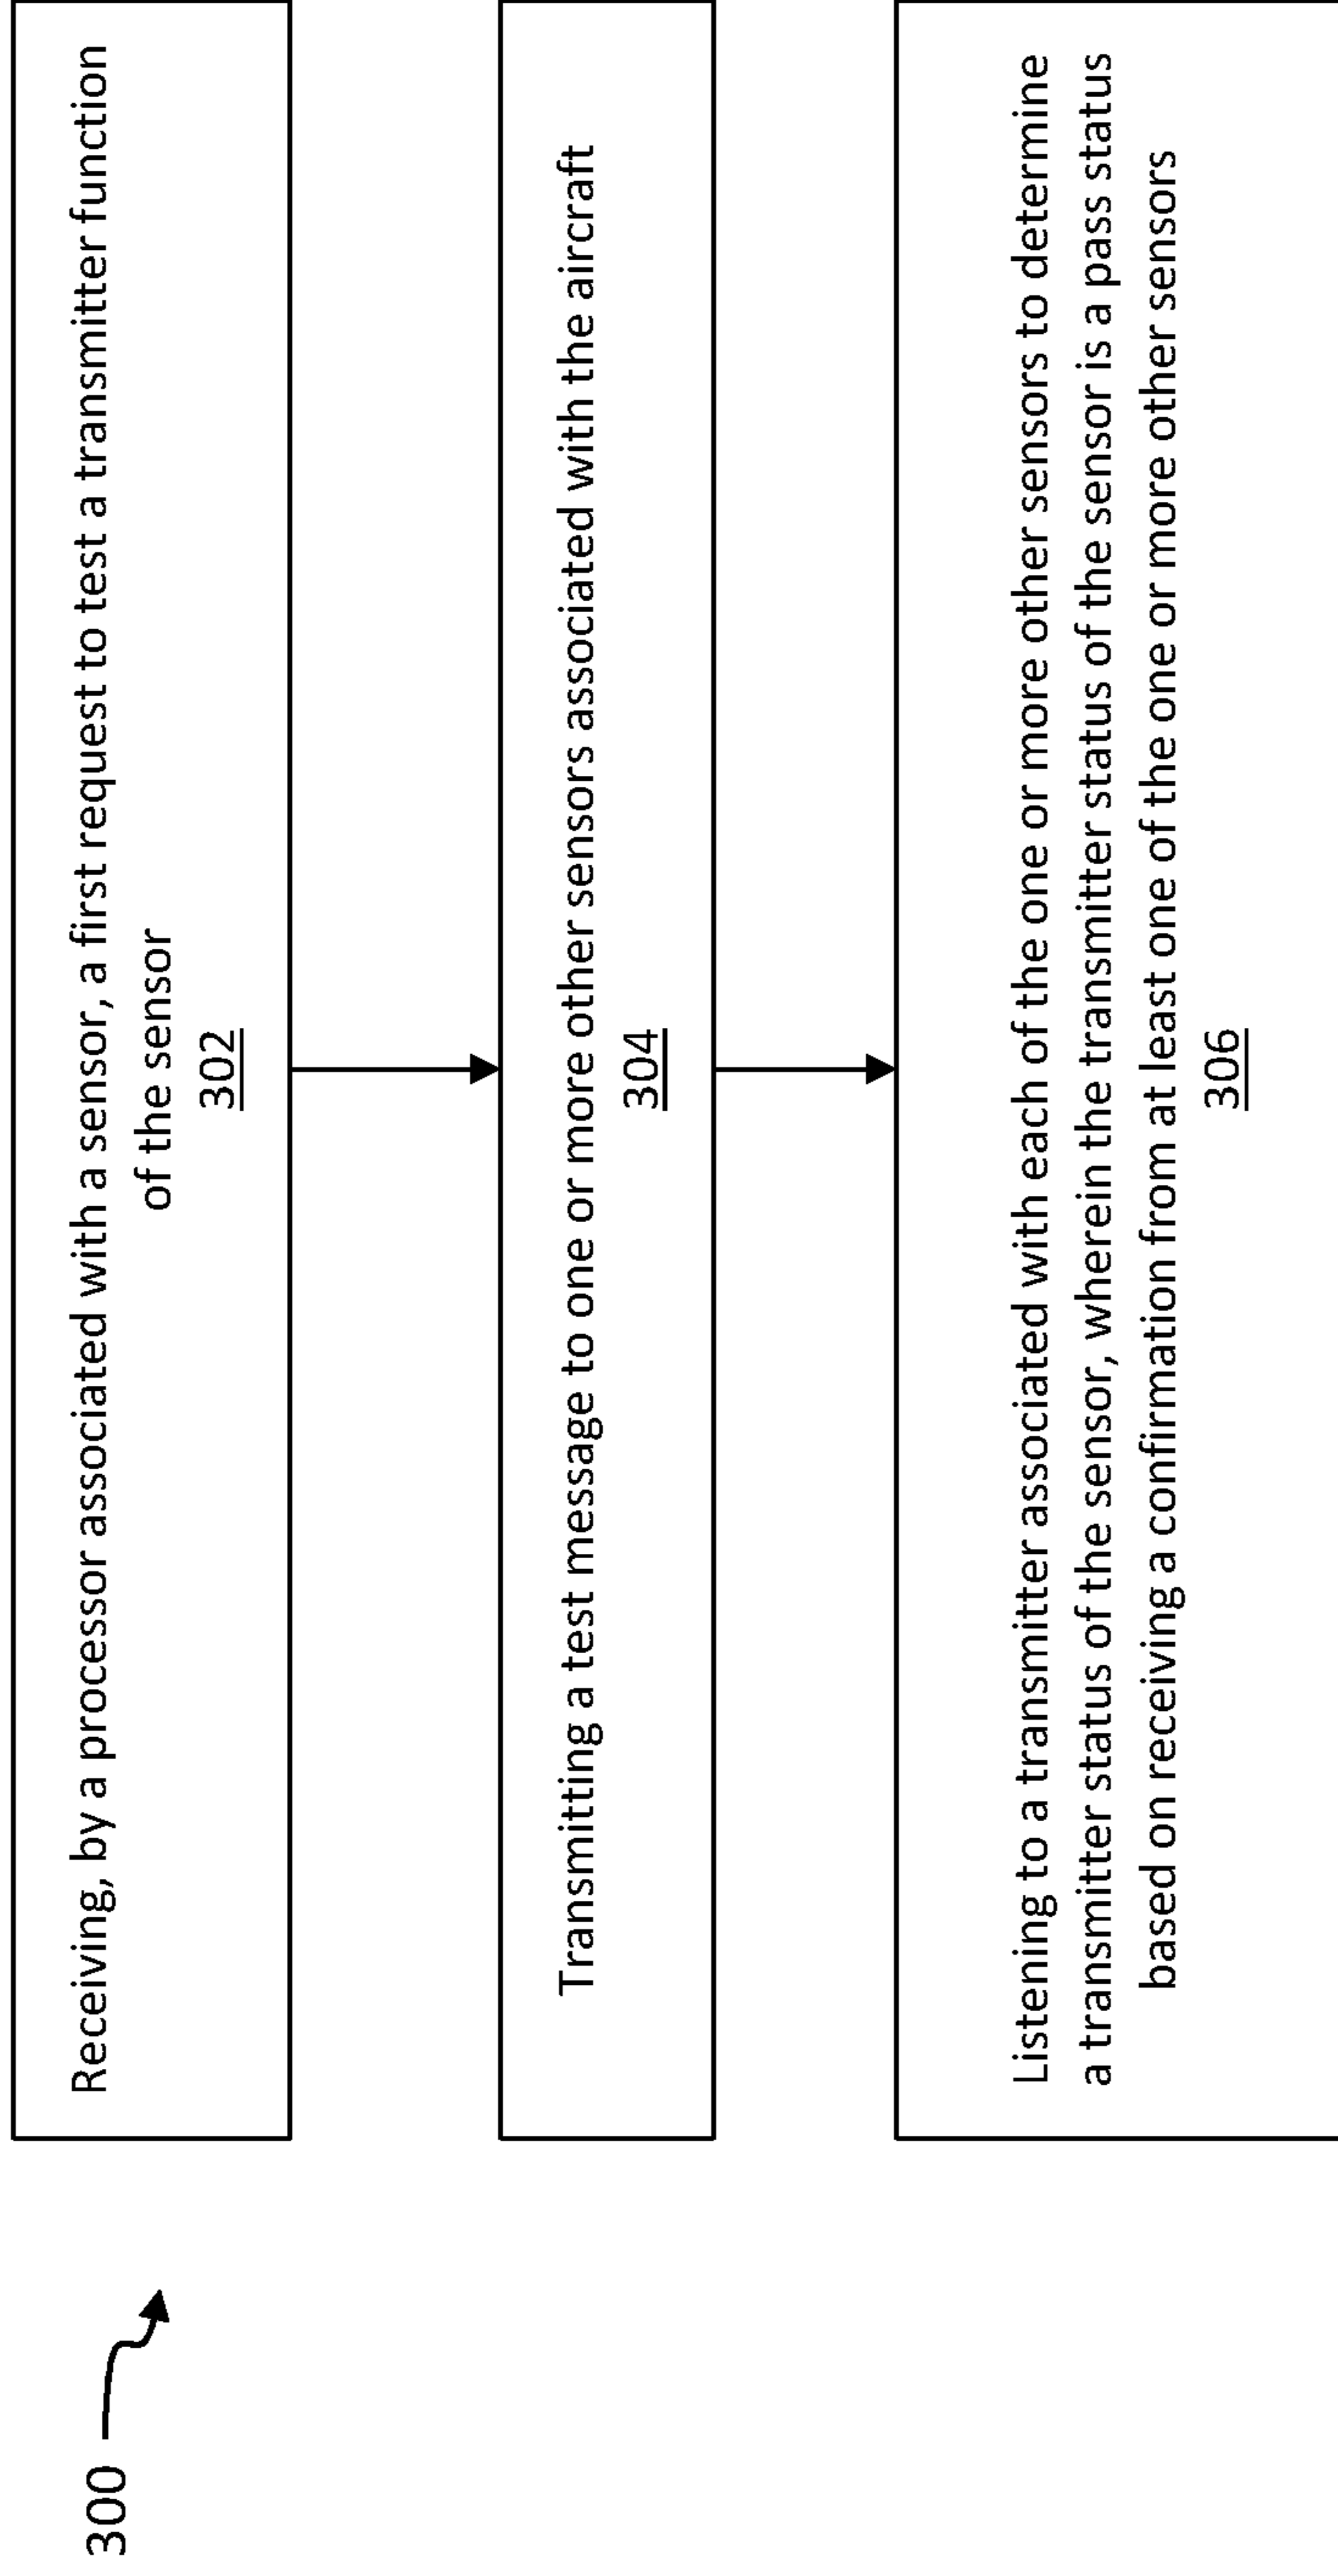 300
Receiving, by a processor associated with a sensor, a first request to test a transmitter function
of the sensor
302
Transmitting a test message to one or more other sensors associated with the aircraft
304
Listening to a transmitter associated with each of the one or more other sensors to determine
a transmitter status of the sensor, wherein the transmitter status of the sensor is a pass status
based on receiving a confirmation from at least one of the one or more other sensors
306